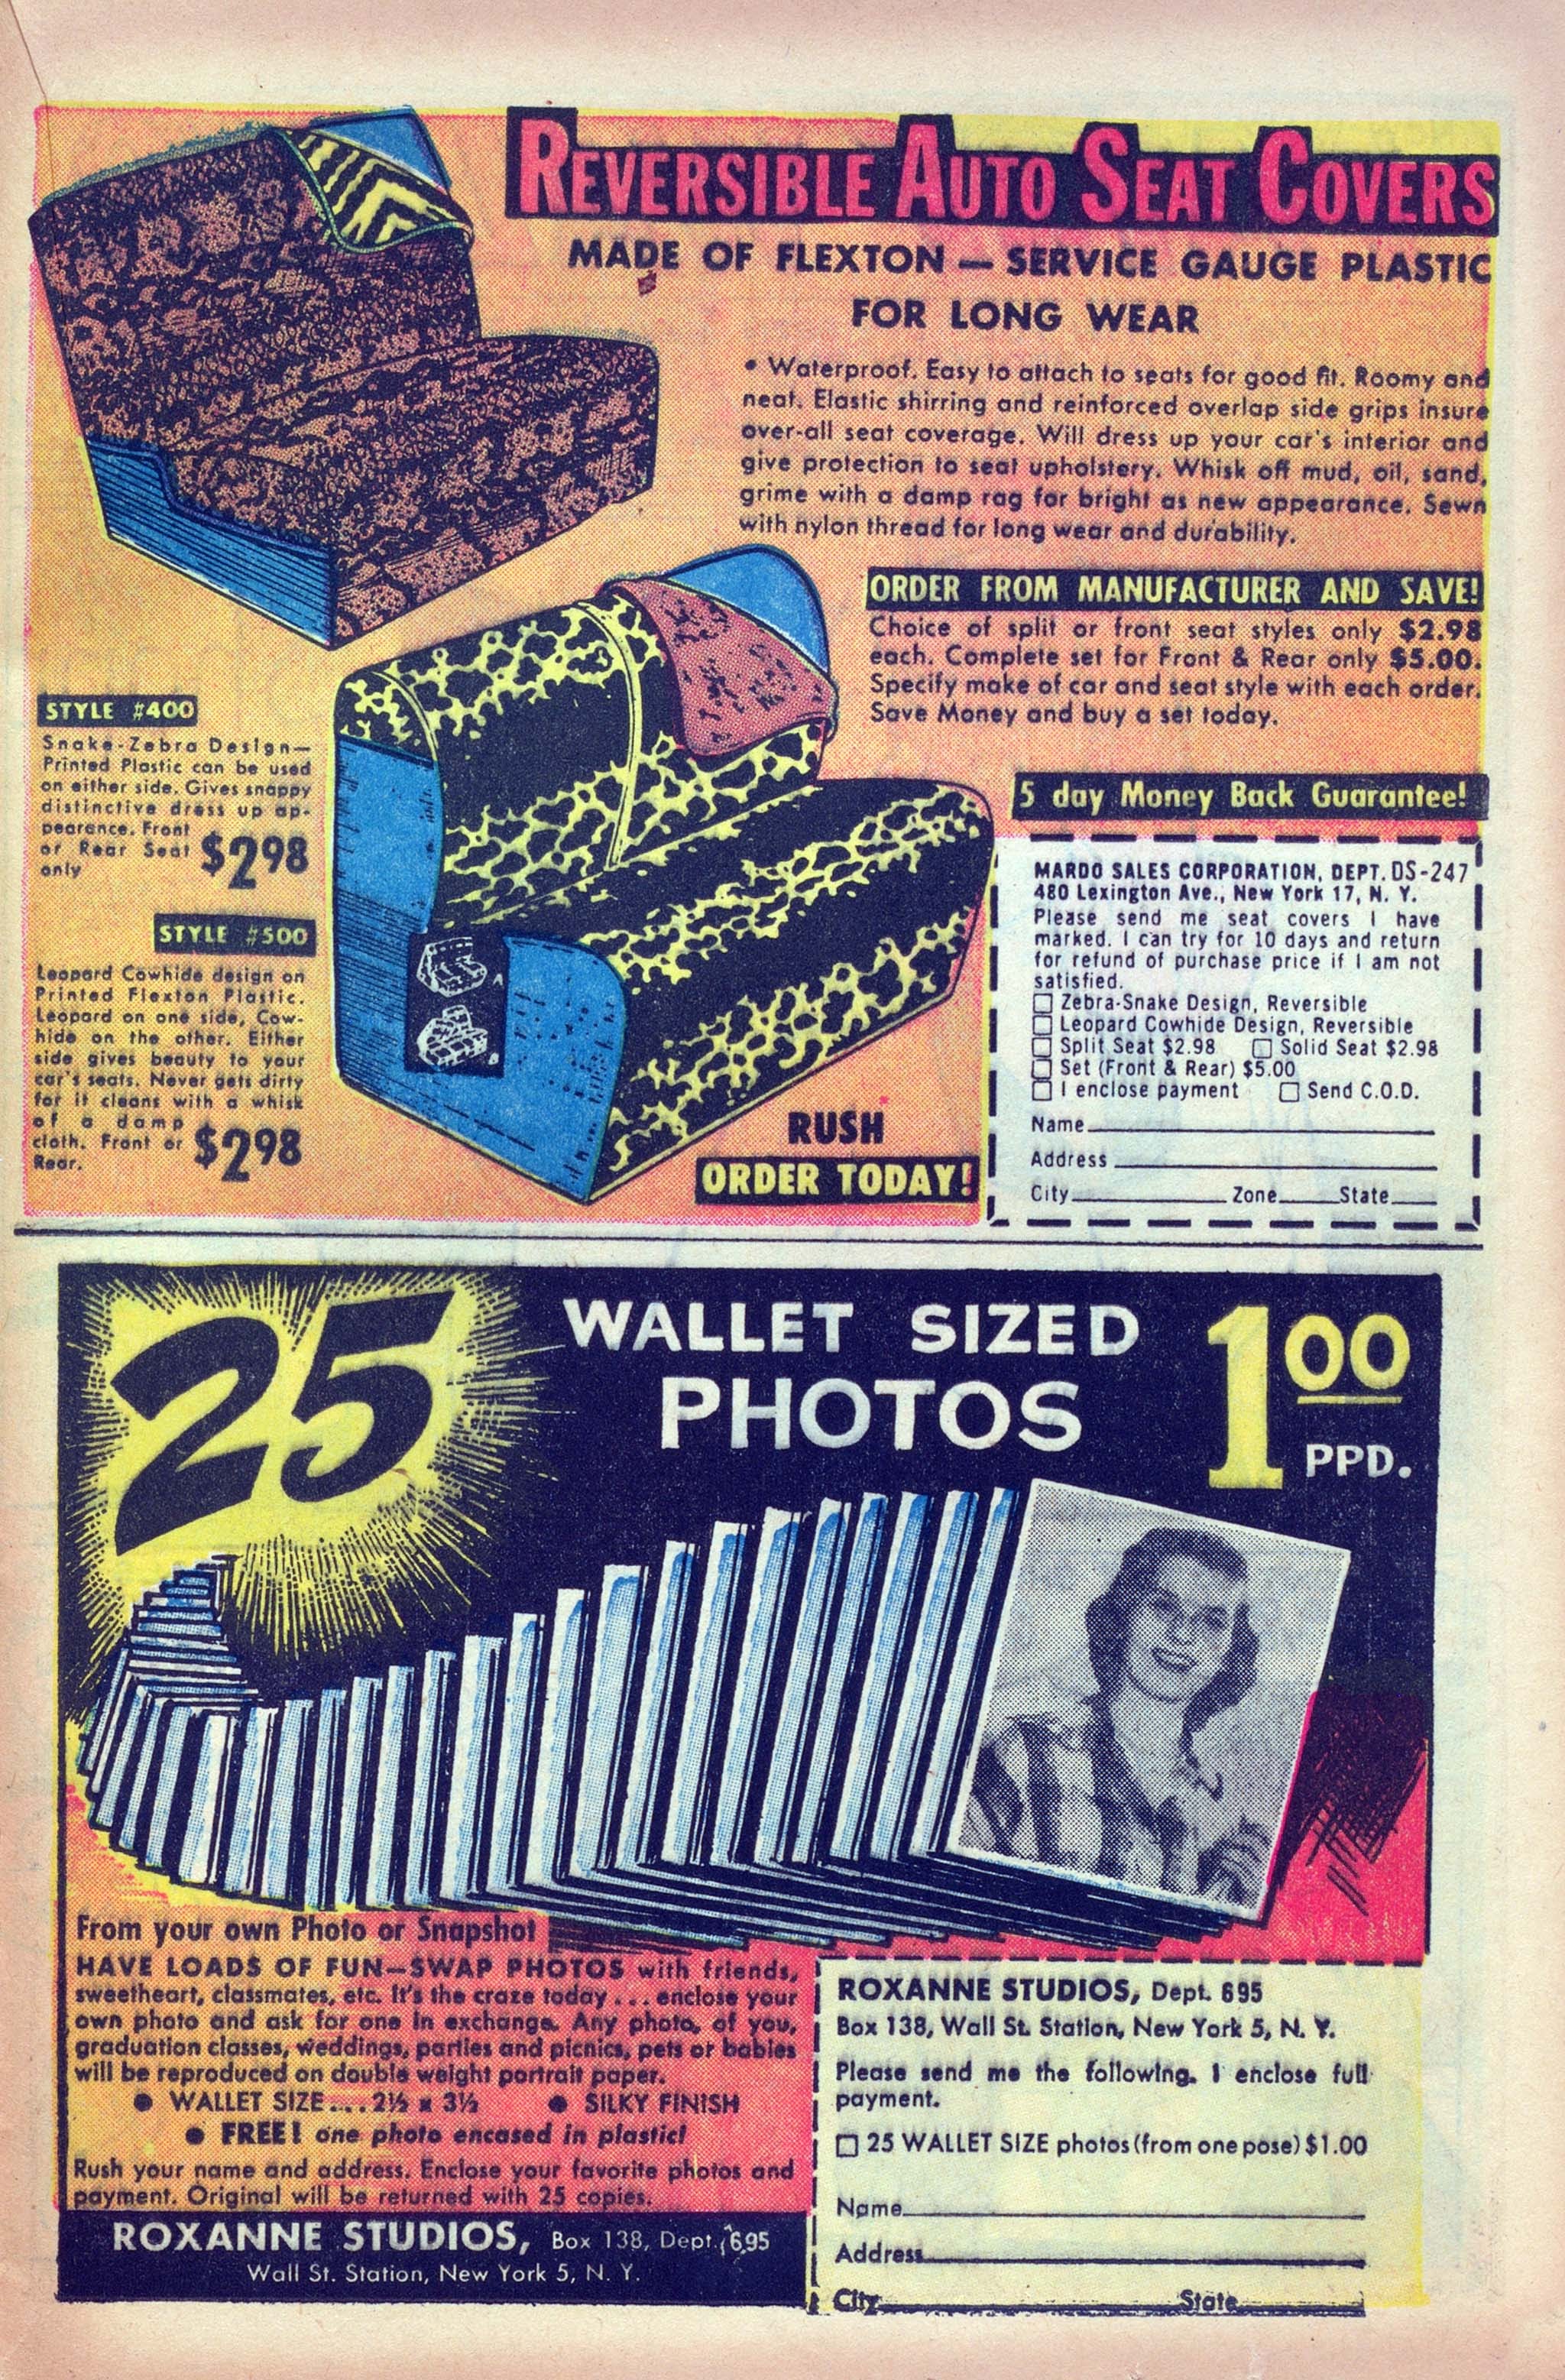 REVERSIBLE AUTO SEAT COVERS
MADE OF FLEXTON — SERVICE GAUGE PLASTIC
FOR LONG WEAR
• Waterproof. Easy to attach to seats for good fit. Roomy and
neat. Elastic shirring and reinforced overlap side grips insure
over-all seat coverage. Will dress up your car's interior and
give protection to seat upholstery. Whisk off mud, oil, sand,
grime with a damp rag for bright as new appearance. Sewn
with nylon thread for long wear and durability.
ORDER FROM MANUFACTURER AND SAVE!
Choice of split or front seat styles only $2.98
each. Complete set for Front & Rear only $5.00.
Specify make of car and seat style with each order.
Save Money and buy a set today.
STYLE #400
Snake-Zebra Design—
Printed Plastic can be used
on either side. Gives snappy
distinctive dress up ap-
pearance. Front
or Rear Seat
only
$2.98
STYLE #500
Leopard Cowhide design on
Printed Flexton Plastic.
Leopard on one side, Cow-
hide on the other. Either
side gives beauty to your
car's seats. Never gets dirty
for it cleans with a whisk
of a damp
cloth. Front or
Rear.
$2.98
A
B
RUSH
ORDER TODAY!
5 day Money Back Guarantee!
MARDO SALES CORPORATION, DEPT. DS-247
480 Lexington Ave., New York 17, N. Y.
Please send me seat covers I have
marked. I can try for 10 days and return
for refund of purchase price if I am not
satisfied.
☐ Zebra-Snake Design, Reversible
☐ Leopard Cowhide Design, Reversible
☐ Split Seat $2.98 ☐ Solid Seat $2.98
☐ Set (Front & Rear) $5.00
☐ I enclose payment ☐ Send C.O.D.
Name
Address
City Zone State
25
WALLET SIZED
PHOTOS
1.00
PPD.
From your own Photo or Snapshot
HAVE LOADS OF FUN—SWAP PHOTOS with friends,
sweetheart, classmates, etc. It's the craze today . . . enclose your
own photo and ask for one in exchange. Any photo, of you,
graduation classes, weddings, parties and picnics, pets or babies
will be reproduced on double weight portrait paper.
● WALLET SIZE . . . . 2½ x 3½ ● SILKY FINISH
● FREE! one photo encased in plastic!
Rush your name and address. Enclose your favorite photos and
payment. Original will be returned with 25 copies.
ROXANNE STUDIOS, Box 138, Dept. 695
Wall St. Station, New York 5, N. Y.
ROXANNE STUDIOS, Dept. 695
Box 138, Wall St. Station, New York 5, N. Y.
Please send me the following. I enclose full
payment.
☐ 25 WALLET SIZE photos (from one pose) $1.00
Name
Address
City State